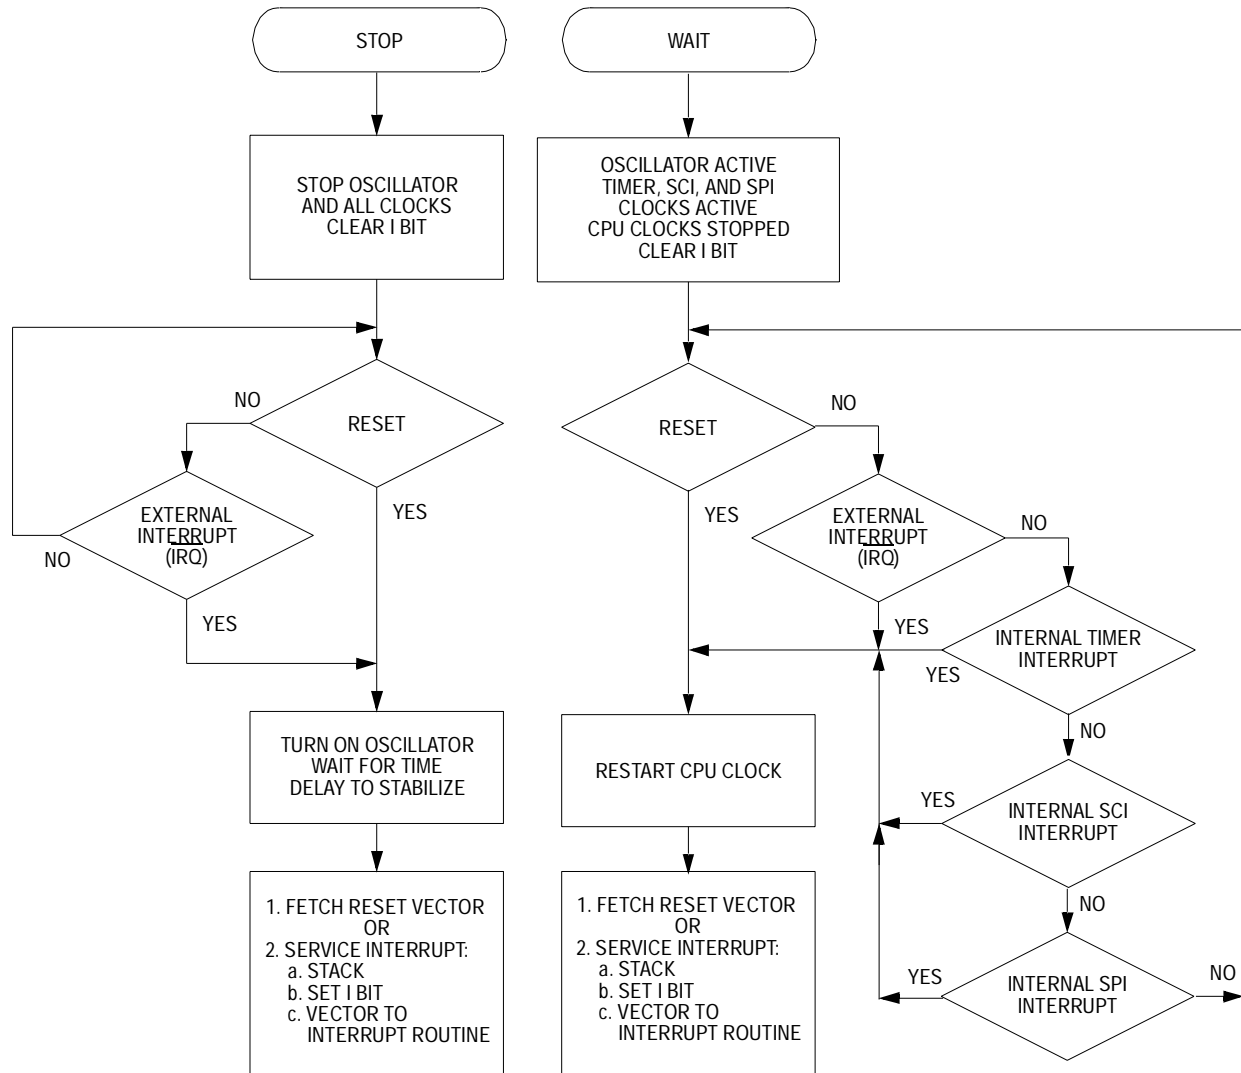 STOP
WAIT
STOP OSCILLATOR
AND ALL CLOCKS
CLEAR I BIT
OSCILLATOR ACTIVE
TIMER, SCI, AND SPI
CLOCKS ACTIVE
CPU CLOCKS STOPPED
CLEAR I BIT
NO
RESET
YES
EXTERNAL
INTERRUPT
(IRQ)
NO
YES
RESET
NO
YES
EXTERNAL
INTERRUPT
(IRQ)
NO
YES
INTERNAL TIMER
INTERRUPT
YES
NO
TURN ON OSCILLATOR
WAIT FOR TIME
DELAY TO STABILIZE
RESTART CPU CLOCK
YES
INTERNAL SCI
INTERRUPT
NO
1. FETCH RESET VECTOR
OR
2. SERVICE INTERRUPT:
a. STACK
b. SET I BIT
c. VECTOR TO
INTERRUPT ROUTINE
1. FETCH RESET VECTOR
OR
2. SERVICE INTERRUPT:
a. STACK
b. SET I BIT
c. VECTOR TO
INTERRUPT ROUTINE
YES
INTERNAL SPI
INTERRUPT
NO